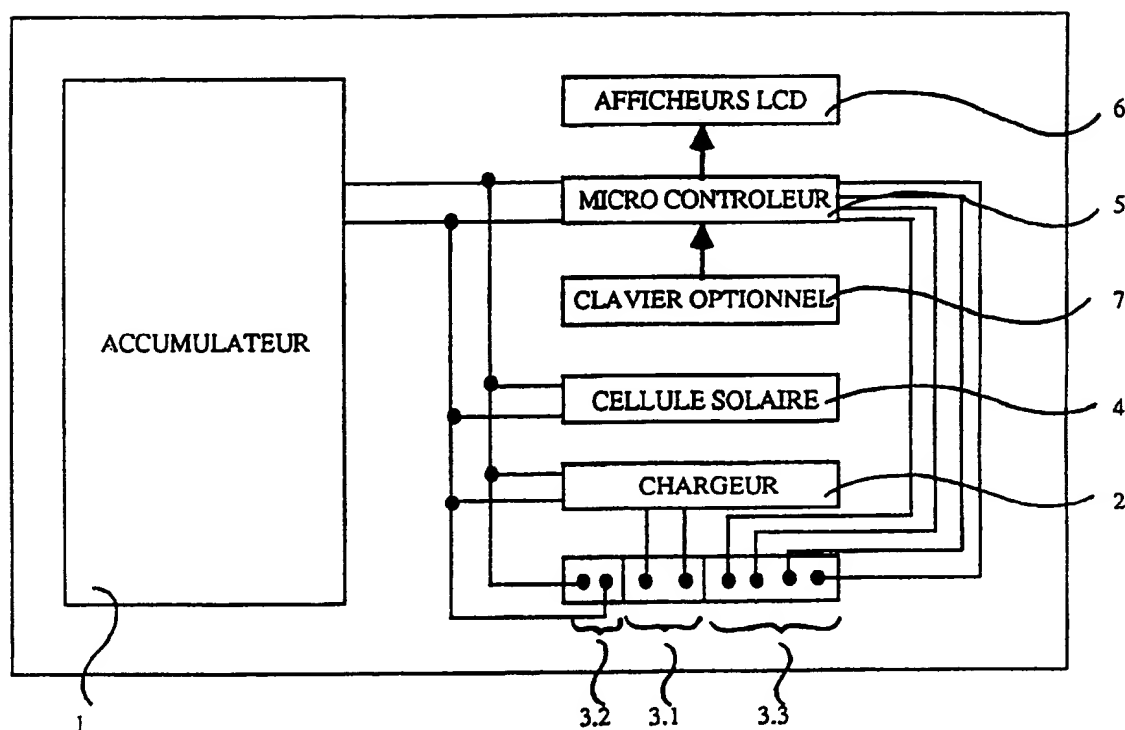 AFFICHEURS LCD
6
MICRO CONTROLEUR
5
CLAVIER OPTIONNEL
7
ACCUMULATEUR
CELLULE SOLAIRE
4
CHARGEUR
2
1
3.2
3.1
3.3